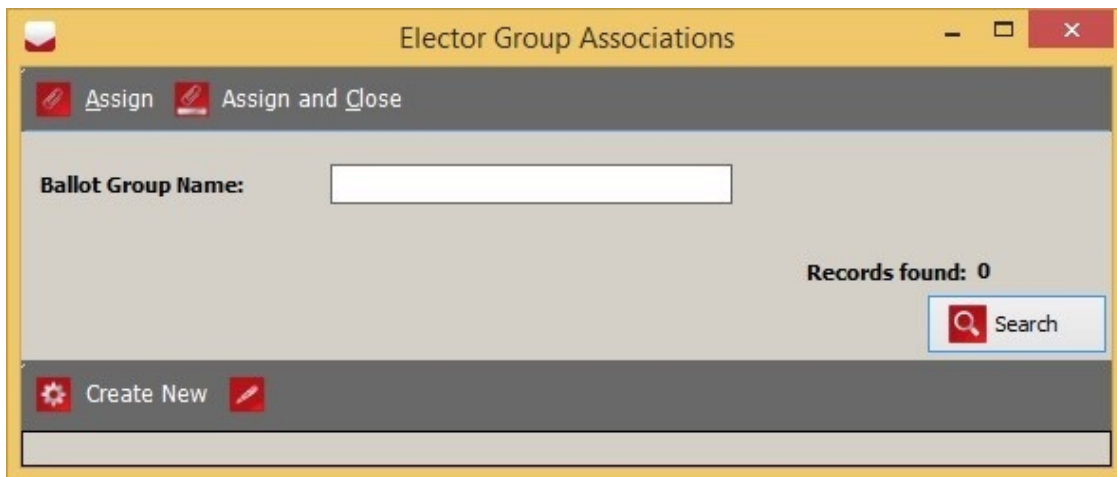 Elector Group Associations
Assign Assign and Close
Ballot Group Name:
Records found: 0
Search
Create New